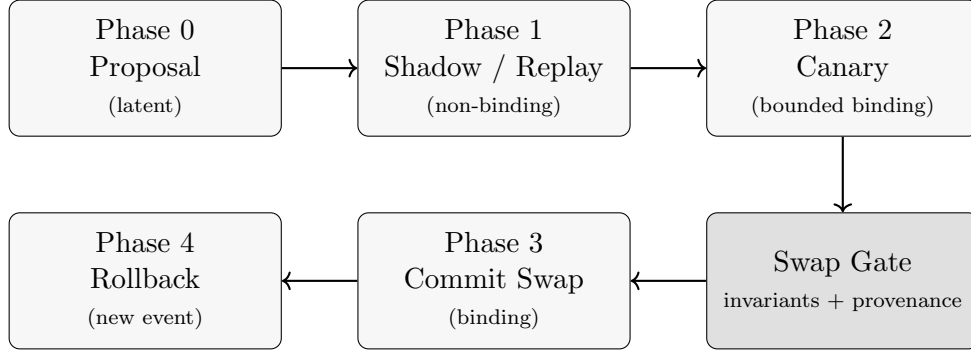 Phase 0
Proposal
(latent)
Phase 1
Shadow / Replay
(non-binding)
Phase 2
Canary
(bounded binding)
Swap Gate
invariants + provenance
Phase 3
Commit Swap
(binding)
Phase 4
Rollback
(new event)